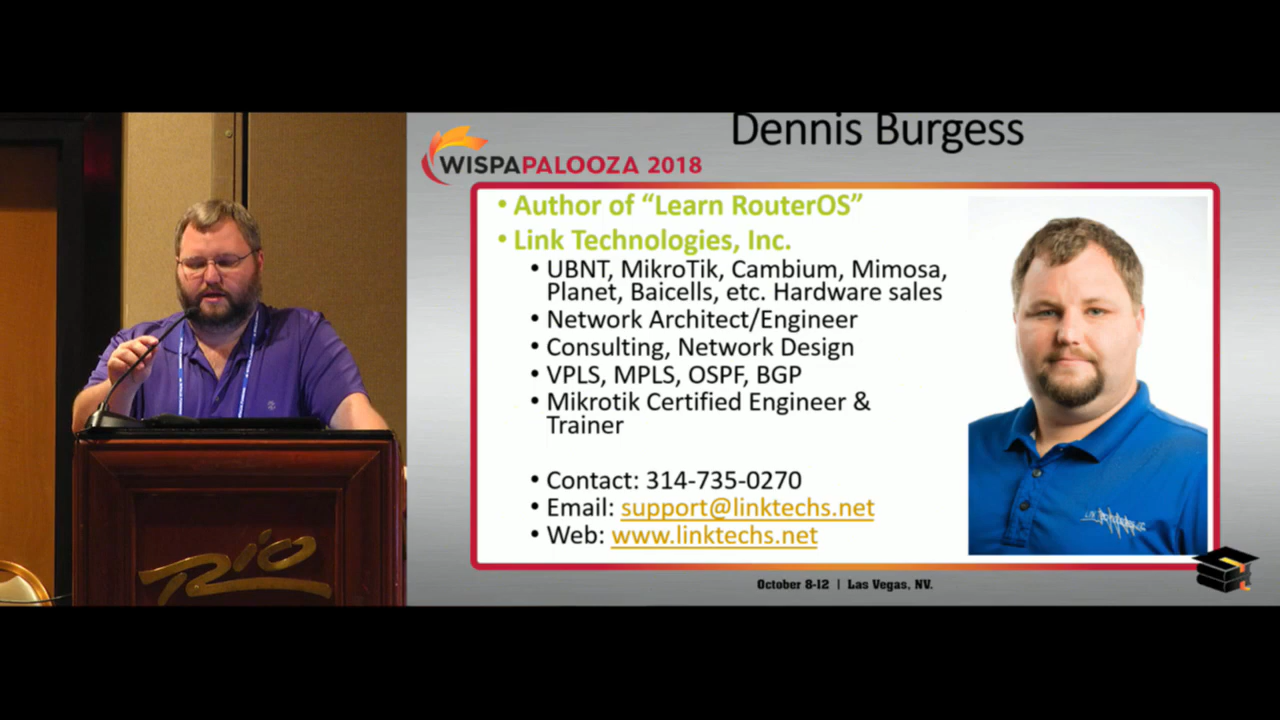 Dennis Burgess
WISPAPALOOZA 2018
• Author of “Learn RouterOS”
• Link Technologies, Inc.
• UBNT, MikroTik, Cambium, Mimosa,
Planet, Baicells, etc. Hardware sales
• Network Architect/Engineer
• Consulting, Network Design
• VPLS, MPLS, OSPF, BGP
• Mikrotik Certified Engineer &
Trainer
• Contact: 314-735-0270
• Email: support@linktechs.net
• Web: www.linktechs.net
October 8-12 | Las Vegas, NV.
Rio